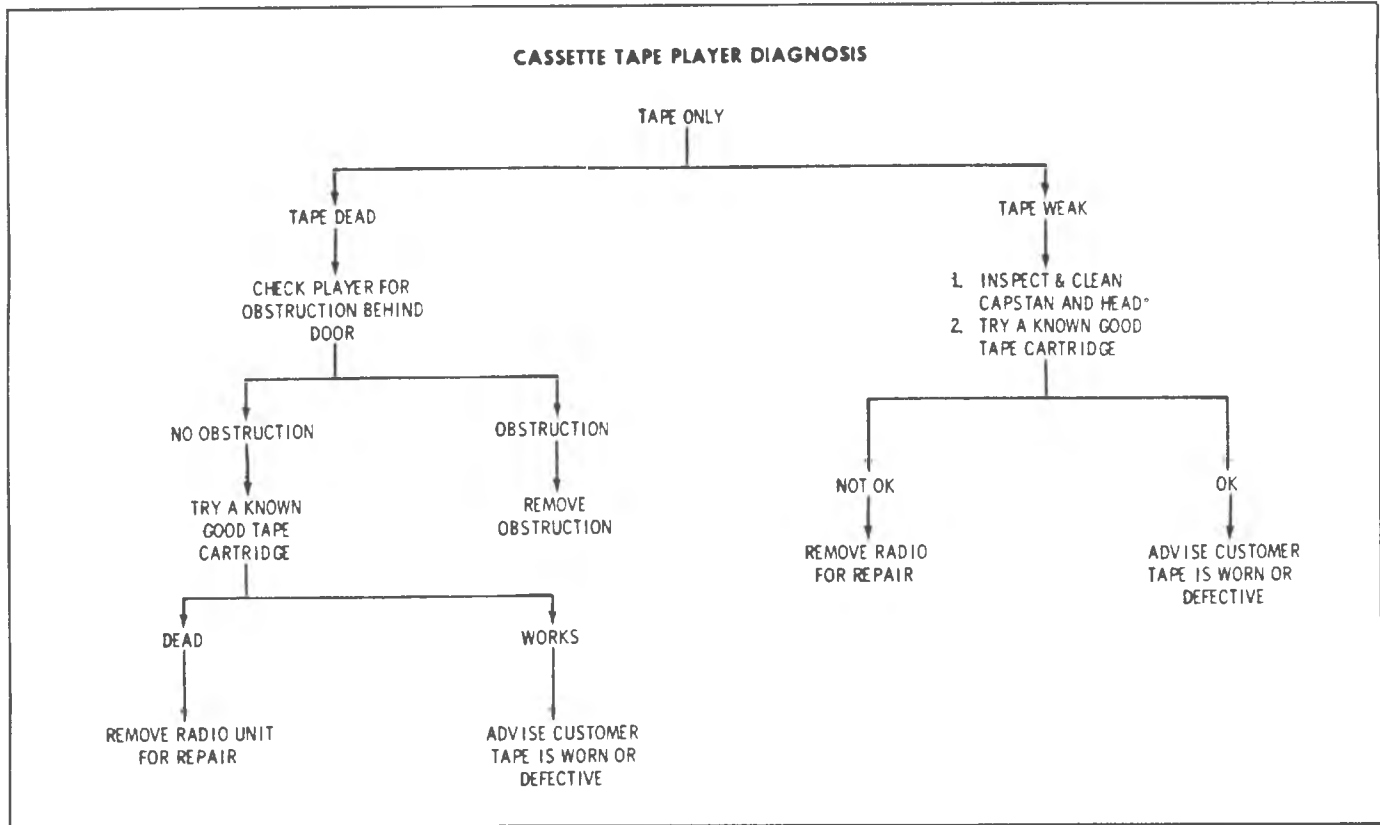 CASSETTE TAPE PLAYER DIAGNOSIS
TAPE ONLY
TAPE DEAD
CHECK PLAYER FOR
OBSTRUCTION BEHIND
DOOR
NO OBSTRUCTION
TRY A KNOWN
GOOD TAPE
CARTRIDGE
DEAD
REMOVE RADIO UNIT
FOR REPAIR
WORKS
ADVISE CUSTOMER
TAPE IS WORN OR
DEFECTIVE
OBSTRUCTION
REMOVE
OBSTRUCTION
TAPE WEAK
1. INSPECT & CLEAN
CAPSTAN AND HEAD*
2. TRY A KNOWN GOOD
TAPE CARTRIDGE
NOT OK
REMOVE RADIO
FOR REPAIR
OK
ADVISE CUSTOMER
TAPE IS WORN OR
DEFECTIVE